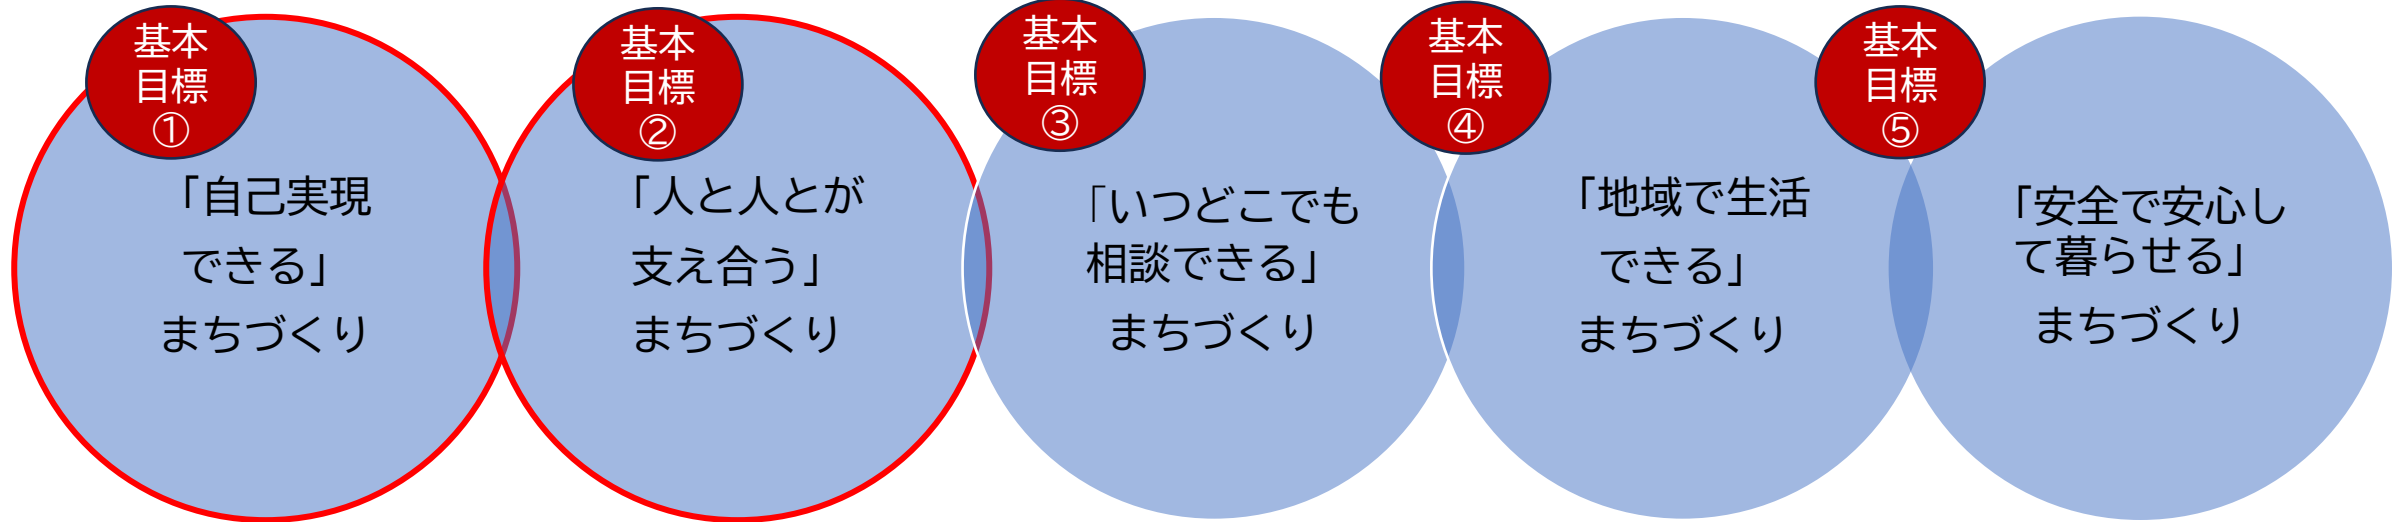 基本
目標
①
「自己実現
できる」
まちづくり
基本
目標
②
「人と人とが
支え合う」
まちづくり
基本
目標
③
「いつどこでも
相談できる」
まちづくり
基本
目標
④
「地域で生活
できる」
まちづくり
基本
目標
⑤
「安全で安心し
て暮らせる」
まちづくり